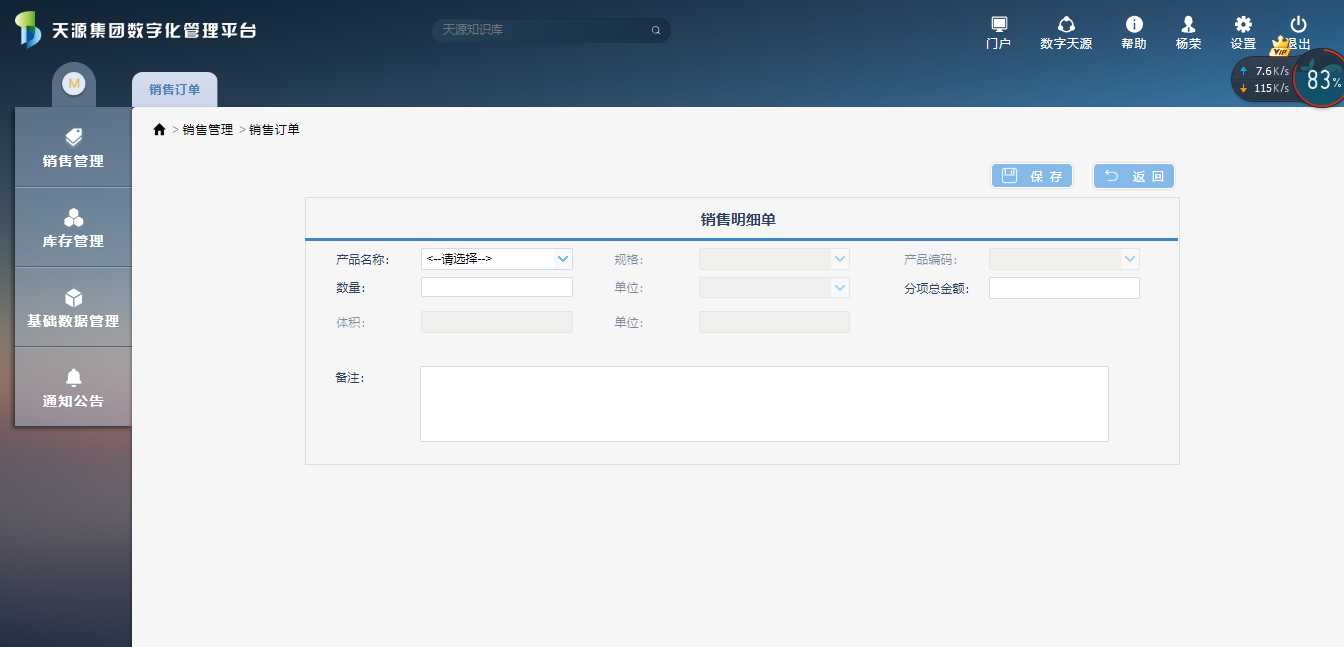 天源集团数字化管理平台
天源知识库
门户
数字天源
帮助
杨荣
设置
退出
VIP
7.6K/s
115K/s
83%
M
销售订单
销售管理
库存管理
基础数据管理
通知公告
> 销售管理 > 销售订单
保 存
返 回
销售明细单
产品名称: <--请选择--> 规格: 产品编码:
数量: 单位: 分项总金额:
体积: 单位:
备注: